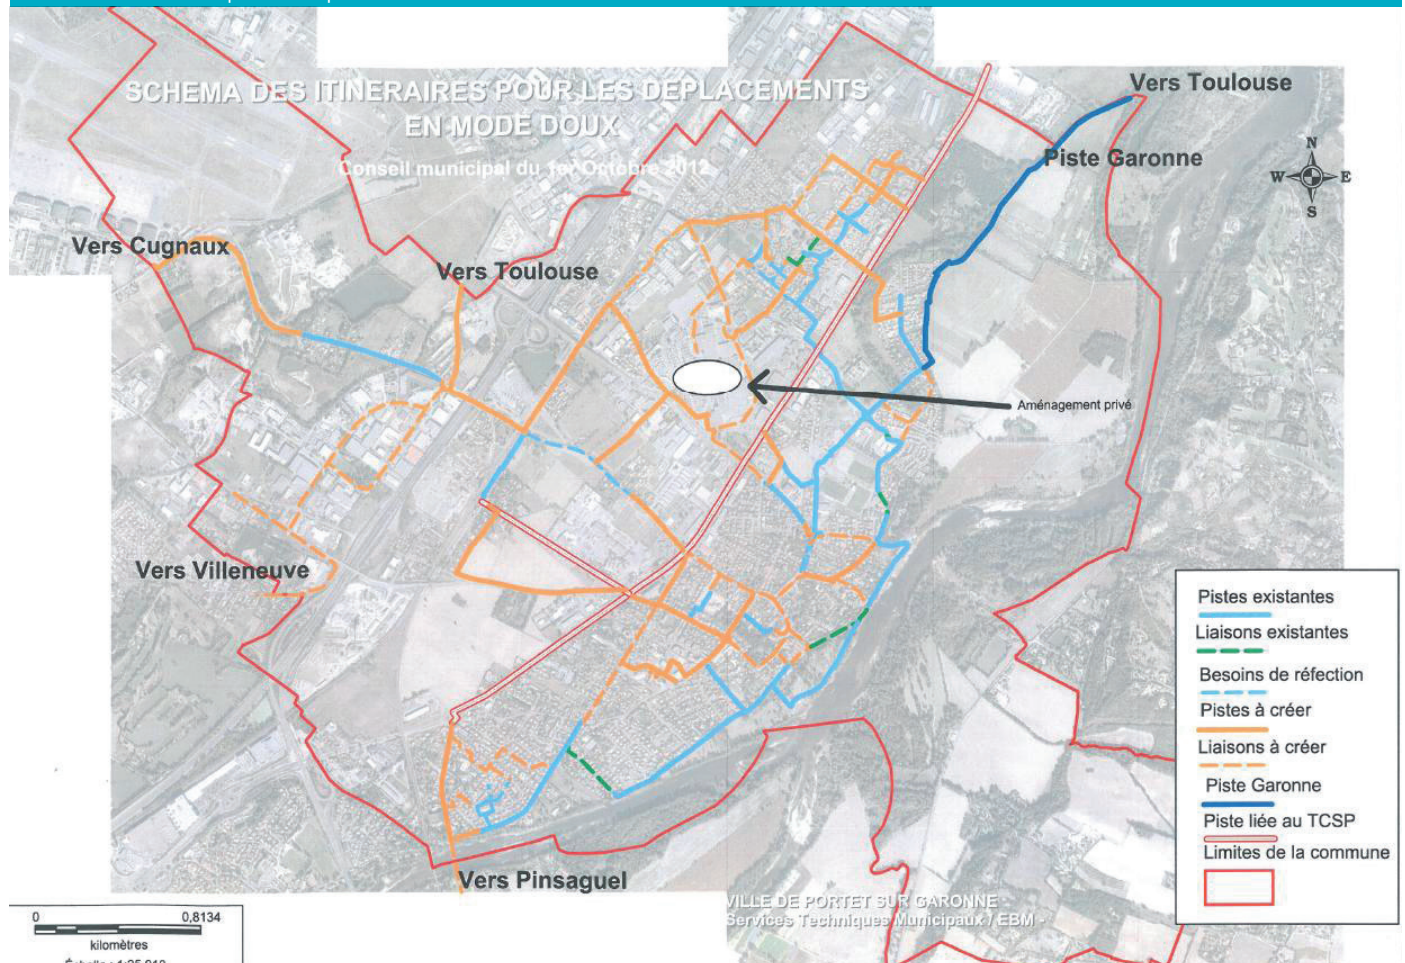 SCHEMA DES ITINERAIRES POUR LES DEPLACEMENTS
EN MODE DOUX
Conseil municipal du 1er Octobre 2012
Vers Toulouse
Piste Garonne
N
W
E
S
Vers Cugnaux
Vers Toulouse
Aménagement privé
Vers Villeneuve
Pistes existantes
Liaisons existantes
Besoins de réfection
Pistes à créer
Liaisons à créer
Piste Garonne
Piste liée au TCSP
Limites de la commune
Vers Pinsaguel
VILLE DE PORTET SUR GARONNE
Services Techniques Municipaux / EBM -
0 0,8134
kilomètres